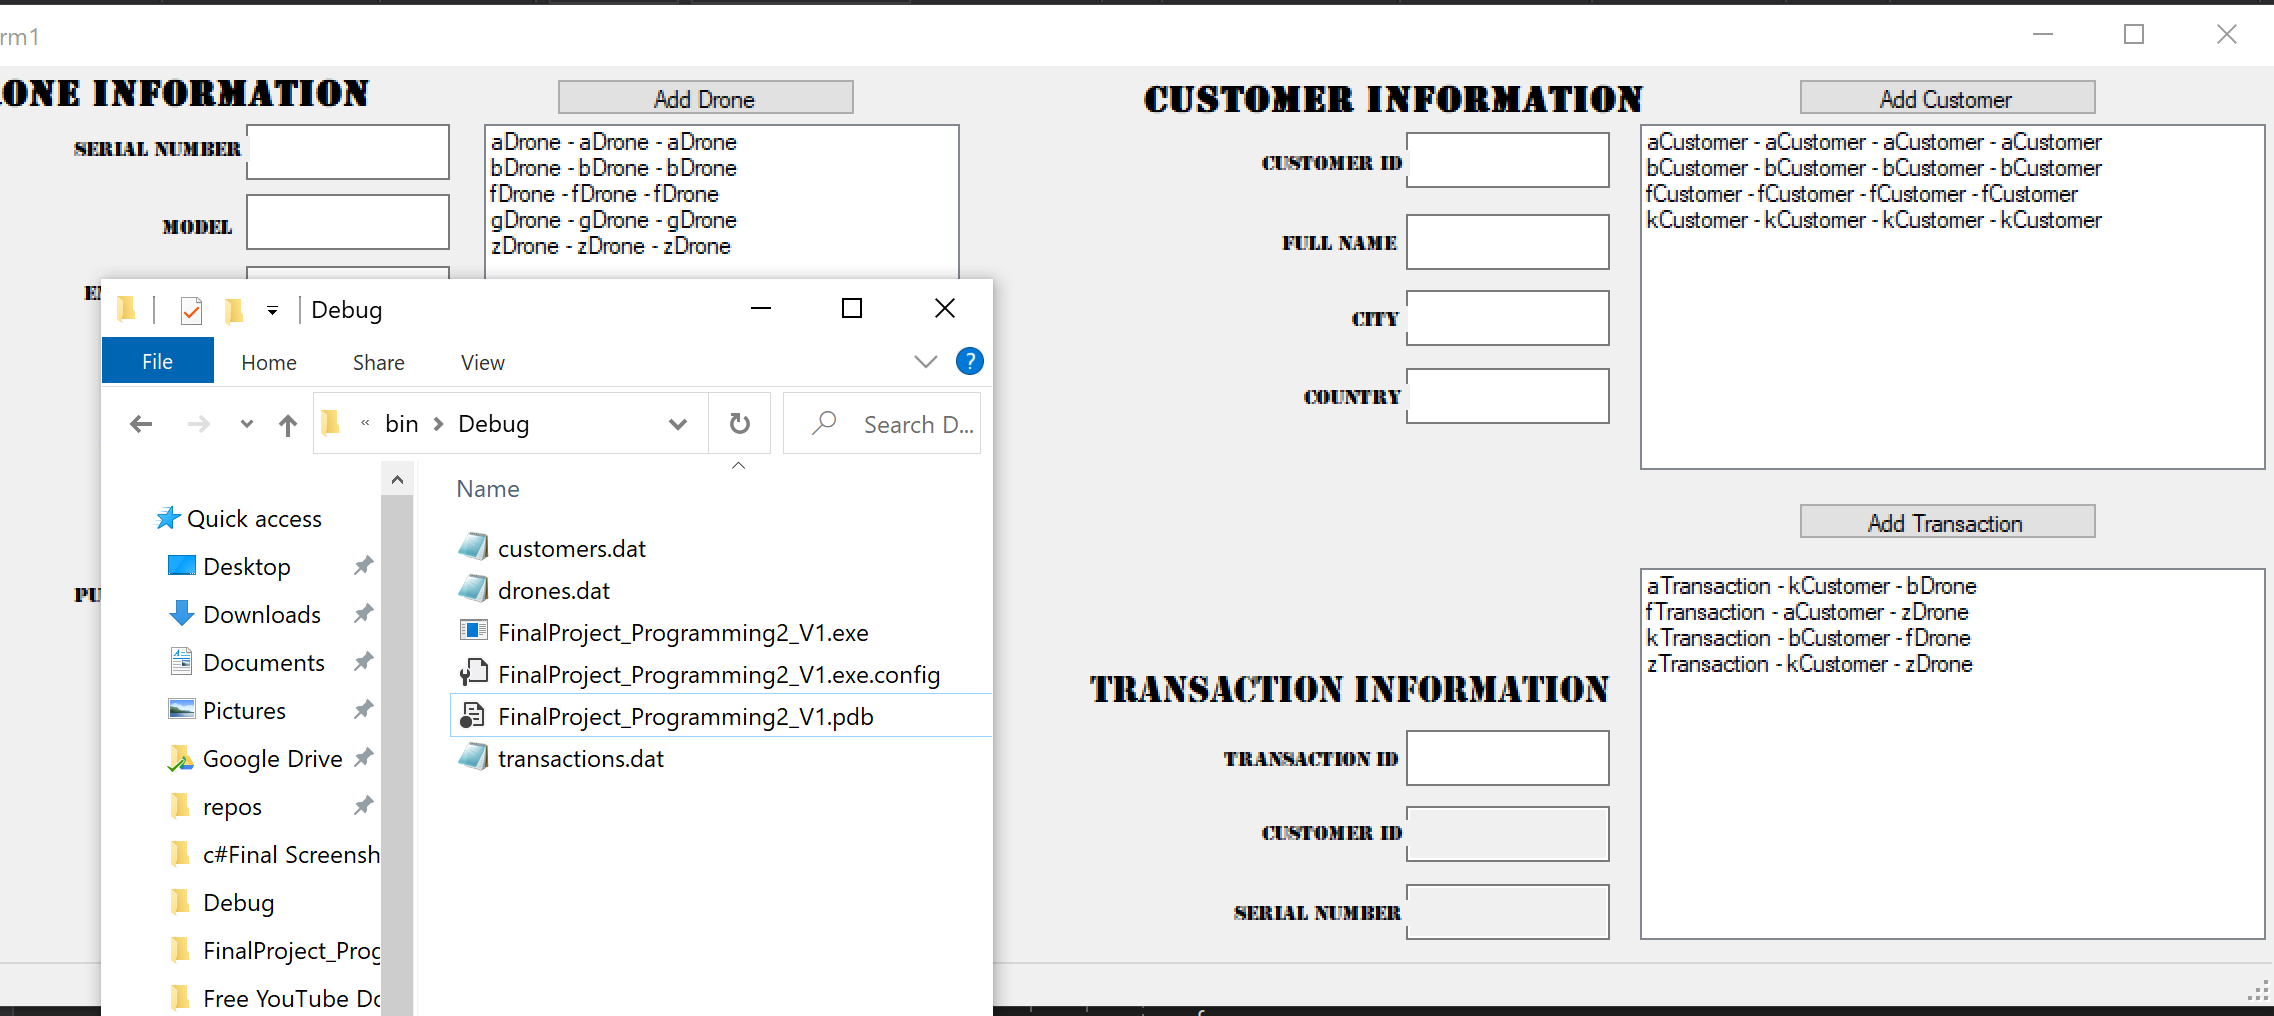 rm1
ONE INFORMATION
Add Drone
SERIAL NUMBER
MODEL
aDrone - aDrone - aDrone
bDrone - bDrone - bDrone
fDrone - fDrone - fDrone
gDrone - gDrone - gDrone
zDrone - zDrone - zDrone
CUSTOMER INFORMATION
Add Customer
CUSTOMER ID
FULL NAME
CITY
COUNTRY
aCustomer - aCustomer - aCustomer - aCustomer
bCustomer - bCustomer - bCustomer - bCustomer
fCustomer - fCustomer - fCustomer - fCustomer
kCustomer - kCustomer - kCustomer - kCustomer
Add Transaction
aTransaction - kCustomer - bDrone
fTransaction - aCustomer - zDrone
kTransaction - bCustomer - fDrone
zTransaction - kCustomer - zDrone
TRANSACTION INFORMATION
TRANSACTION ID
CUSTOMER ID
SERIAL NUMBER
PU
Debug
File Home Share View ?
« bin > Debug
Search D...
Name
Quick access
Desktop
Downloads
Documents
Pictures
Google Drive
repos
c#Final Screensh
Debug
FinalProject_Prog
Free YouTube Do
customers.dat
drones.dat
FinalProject_Programming2_V1.exe
FinalProject_Programming2_V1.exe.config
FinalProject_Programming2_V1.pdb
transactions.dat